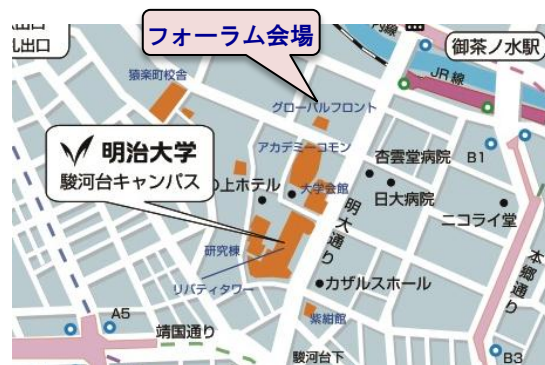 フォーラム会場
出口
御茶ノ水駅
JR線
猿楽町校舎
グローバルフロント
明治大学
駿河台キャンパス
アカデミーコモン
杏雲堂病院
B1
の上ホテル
大学会館
日大病院
ニコライ堂
明大通り
本郷通り
研究棟
リバティタワー
カザルスホール
A5
紫紺館
靖国通り
駿河台下
B3